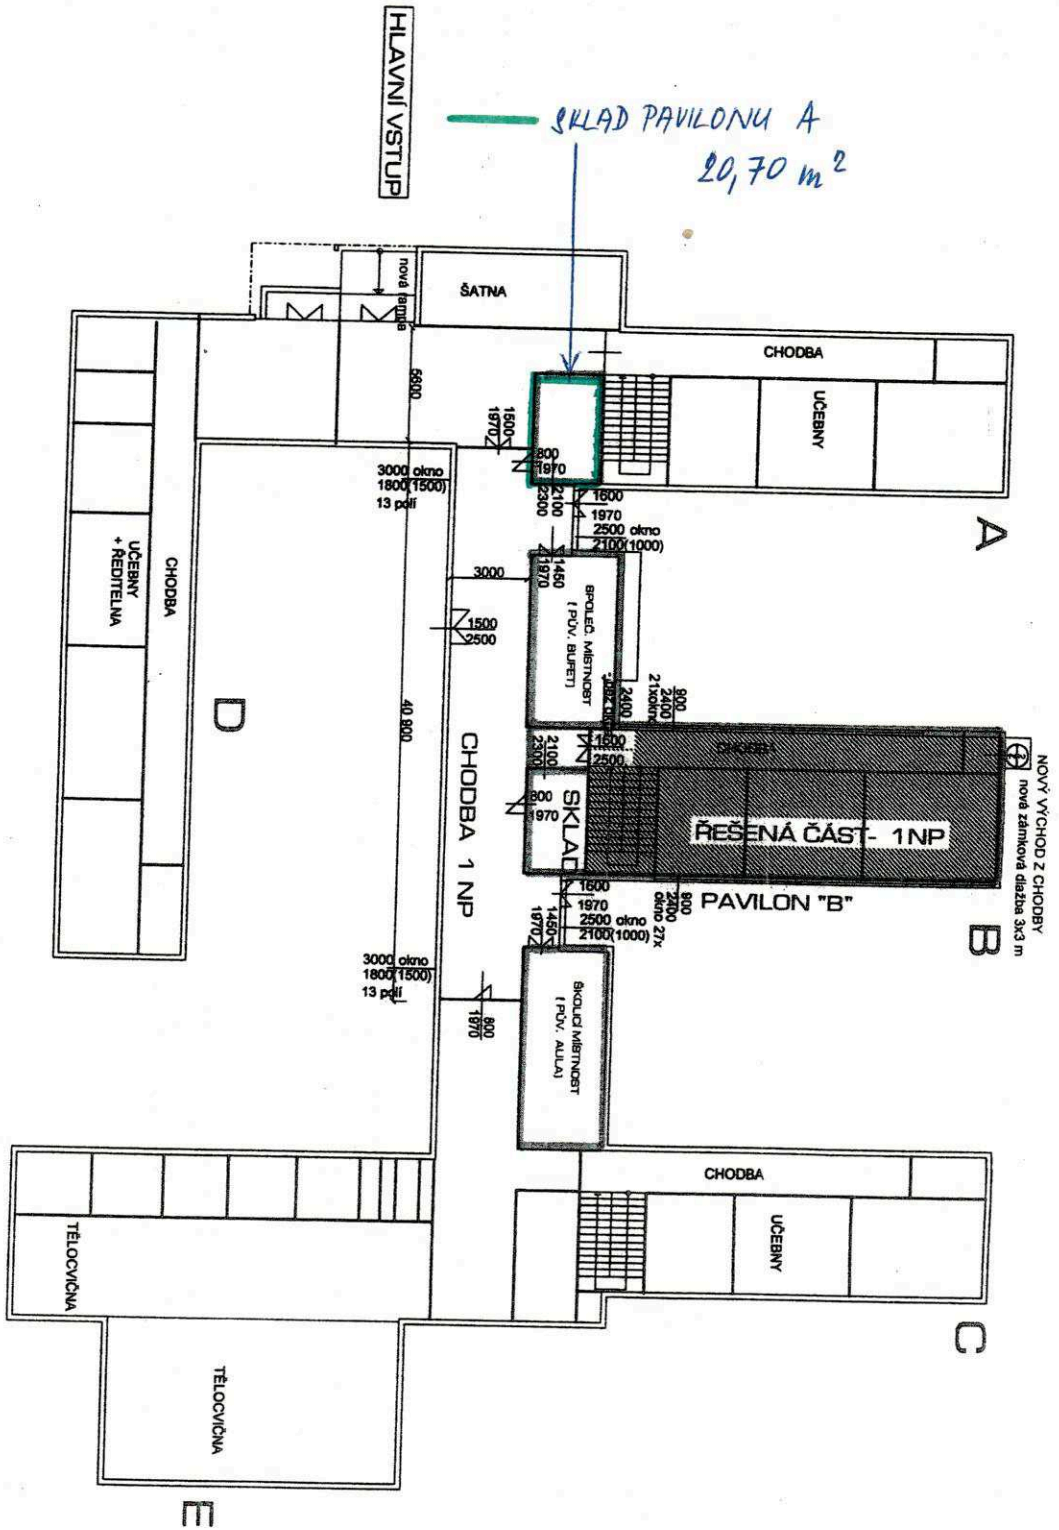 HLAVNÍ VSTUP
SKLAD PAVILONU A
20,70 m²
nová rampa
ŠATNA
CHODBA
UČEBNY
A
5600
1500
1970
800
1970
2100
2300
3000 okno
1800(1500)
13 polí
1600
1970
2500 okno
2100(1000)
1450
1970
3000
1500
2500
SPOLEČ. MÍSTNOST
( PŮV. BUFET)
UČEBNY
+ ŘEDITELNA
CHODBA
D
40 800
CHODBA 1 NP
900
2400
21xokno
2400
1600
2500
2100
2300
CHODBA
NOVÝ VÝCHOD Z CHODBY
nová zámková dlažba 3x3 m
800
1970
SKLAD
ŘEŠENÁ ČÁST- 1NP
PAVILON "B"
B
1600
1970
2500 okno
2100(1000)
900
2400
okno 27x
1450
1970
3000 okno
1800(1500)
13 polí
800
1970
ŠKOLICÍ MÍSTNOST
( PŮV. AULA)
CHODBA
UČEBNY
C
TĚLOCVIČNA
TĚLOCVIČNA
E